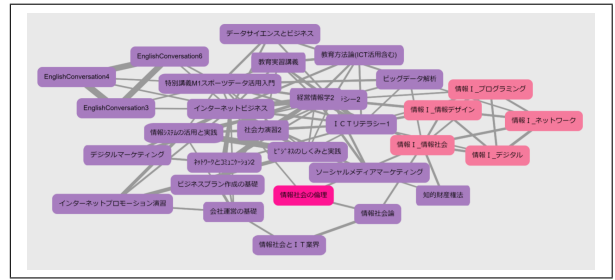 データサイエンスとビジネス
EnglishConversation6
教育実習講義
教育方法論(ICT活用含む)
EnglishConversation4
特別講義M1スポーツデータ活用入門
ビッグデータ解析
情報Ⅰ_プログラミング
EnglishConversation3
インターネットビジネス
経営情報学2
シー2
情報Ⅰ_情報デザイン
情報システムの活用と実践
社会力演習2
ＩＣＴリテラシー1
情報Ⅰ_ネットワーク
デジタルマーケティング
ネットワークとコミュニケーション2
ビジネスのしくみと実践
情報Ⅰ_情報社会
情報Ⅰ_デジタル
ビジネスプラン作成の基礎
ソーシャルメディアマーケティング
インターネットプロモーション演習
情報社会の倫理
知的財産権法
会社運営の基礎
情報社会論
情報社会とＩＴ業界